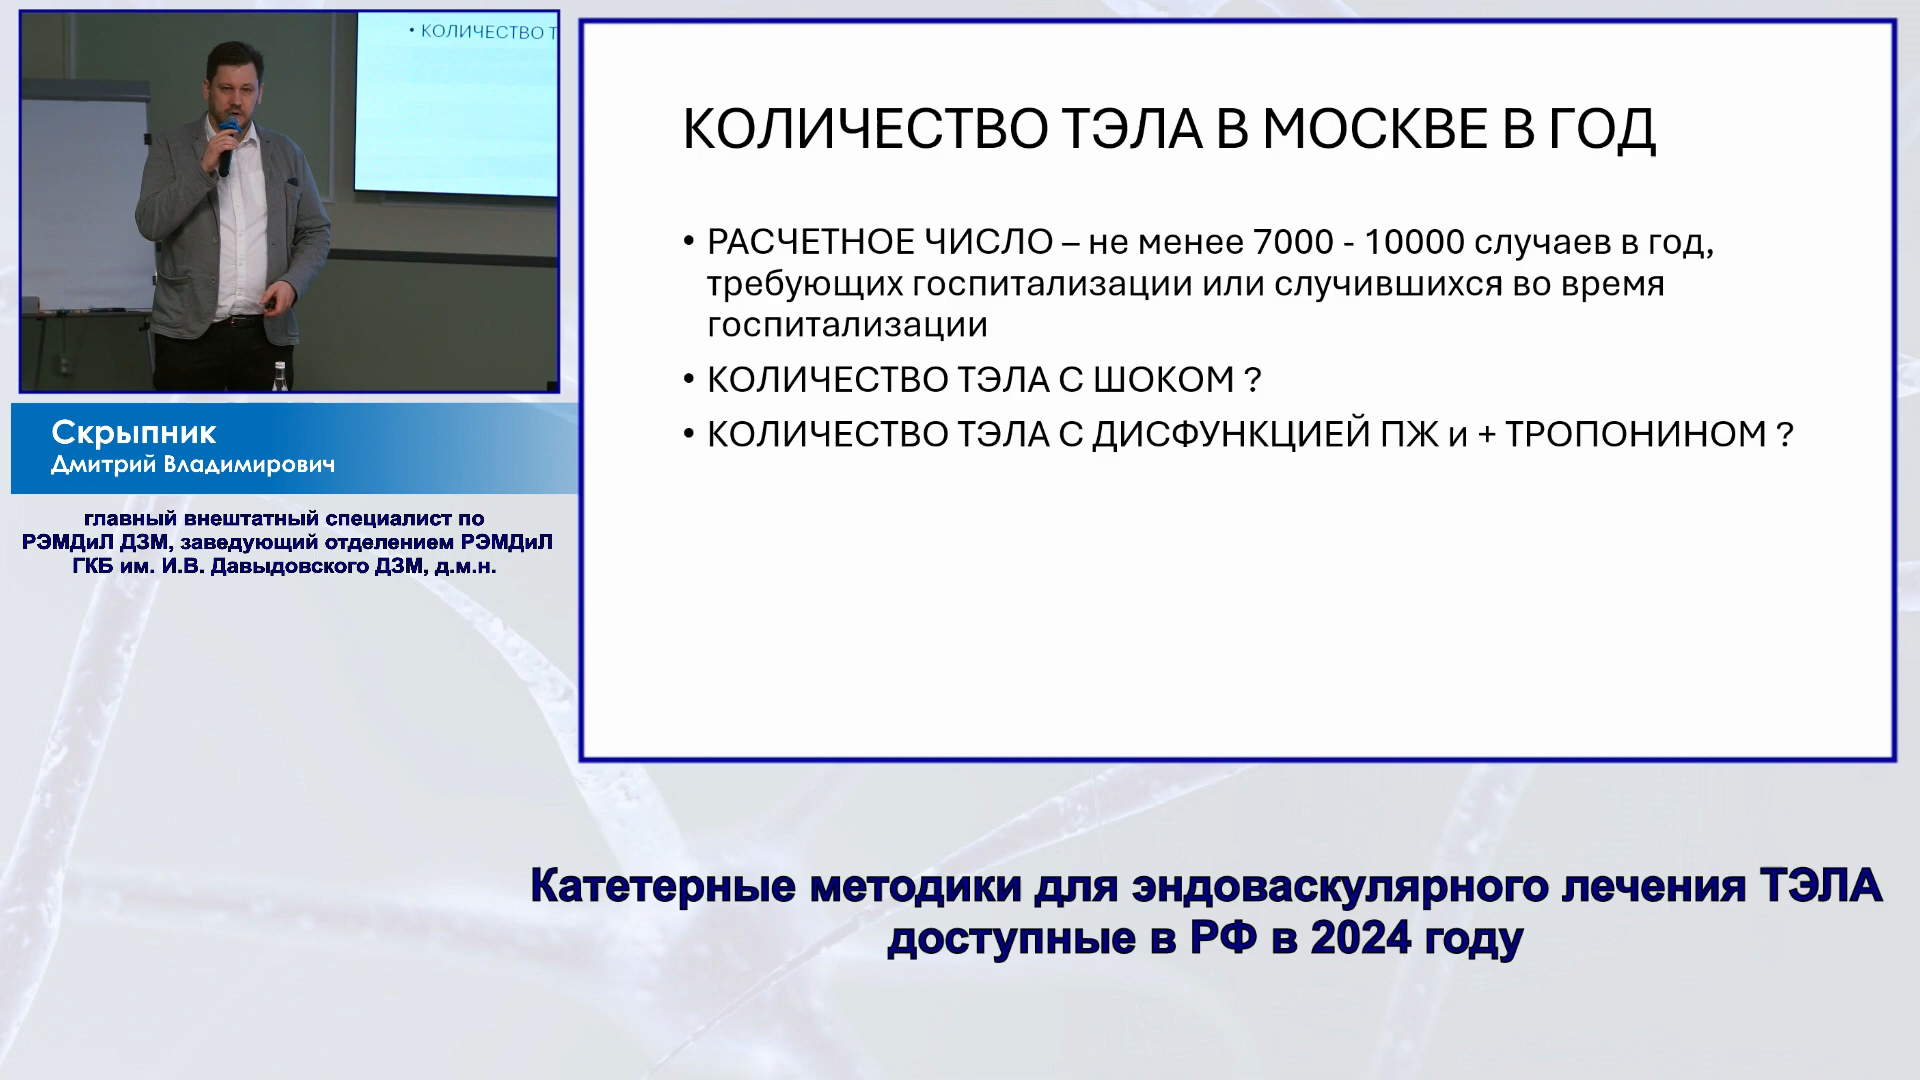 • КОЛИЧЕСТВО Т
КОЛИЧЕСТВО ТЭЛА В МОСКВЕ В ГОД
• РАСЧЕТНОЕ ЧИСЛО – не менее 7000 - 10000 случаев в год,
требующих госпитализации или случившихся во время
госпитализации
• КОЛИЧЕСТВО ТЭЛА С ШОКОМ ?
• КОЛИЧЕСТВО ТЭЛА С ДИСФУНКЦИЕЙ ПЖ и + ТРОПОНИНОМ ?
Скрыпник
Дмитрий Владимирович
главный внештатный специалист по
РЭМДиЛ ДЗМ, заведующий отделением РЭМДиЛ
ГКБ им. И.В. Давыдовского ДЗМ, д.м.н.
Катетерные методики для эндоваскулярного лечения ТЭЛА
доступные в РФ в 2024 году